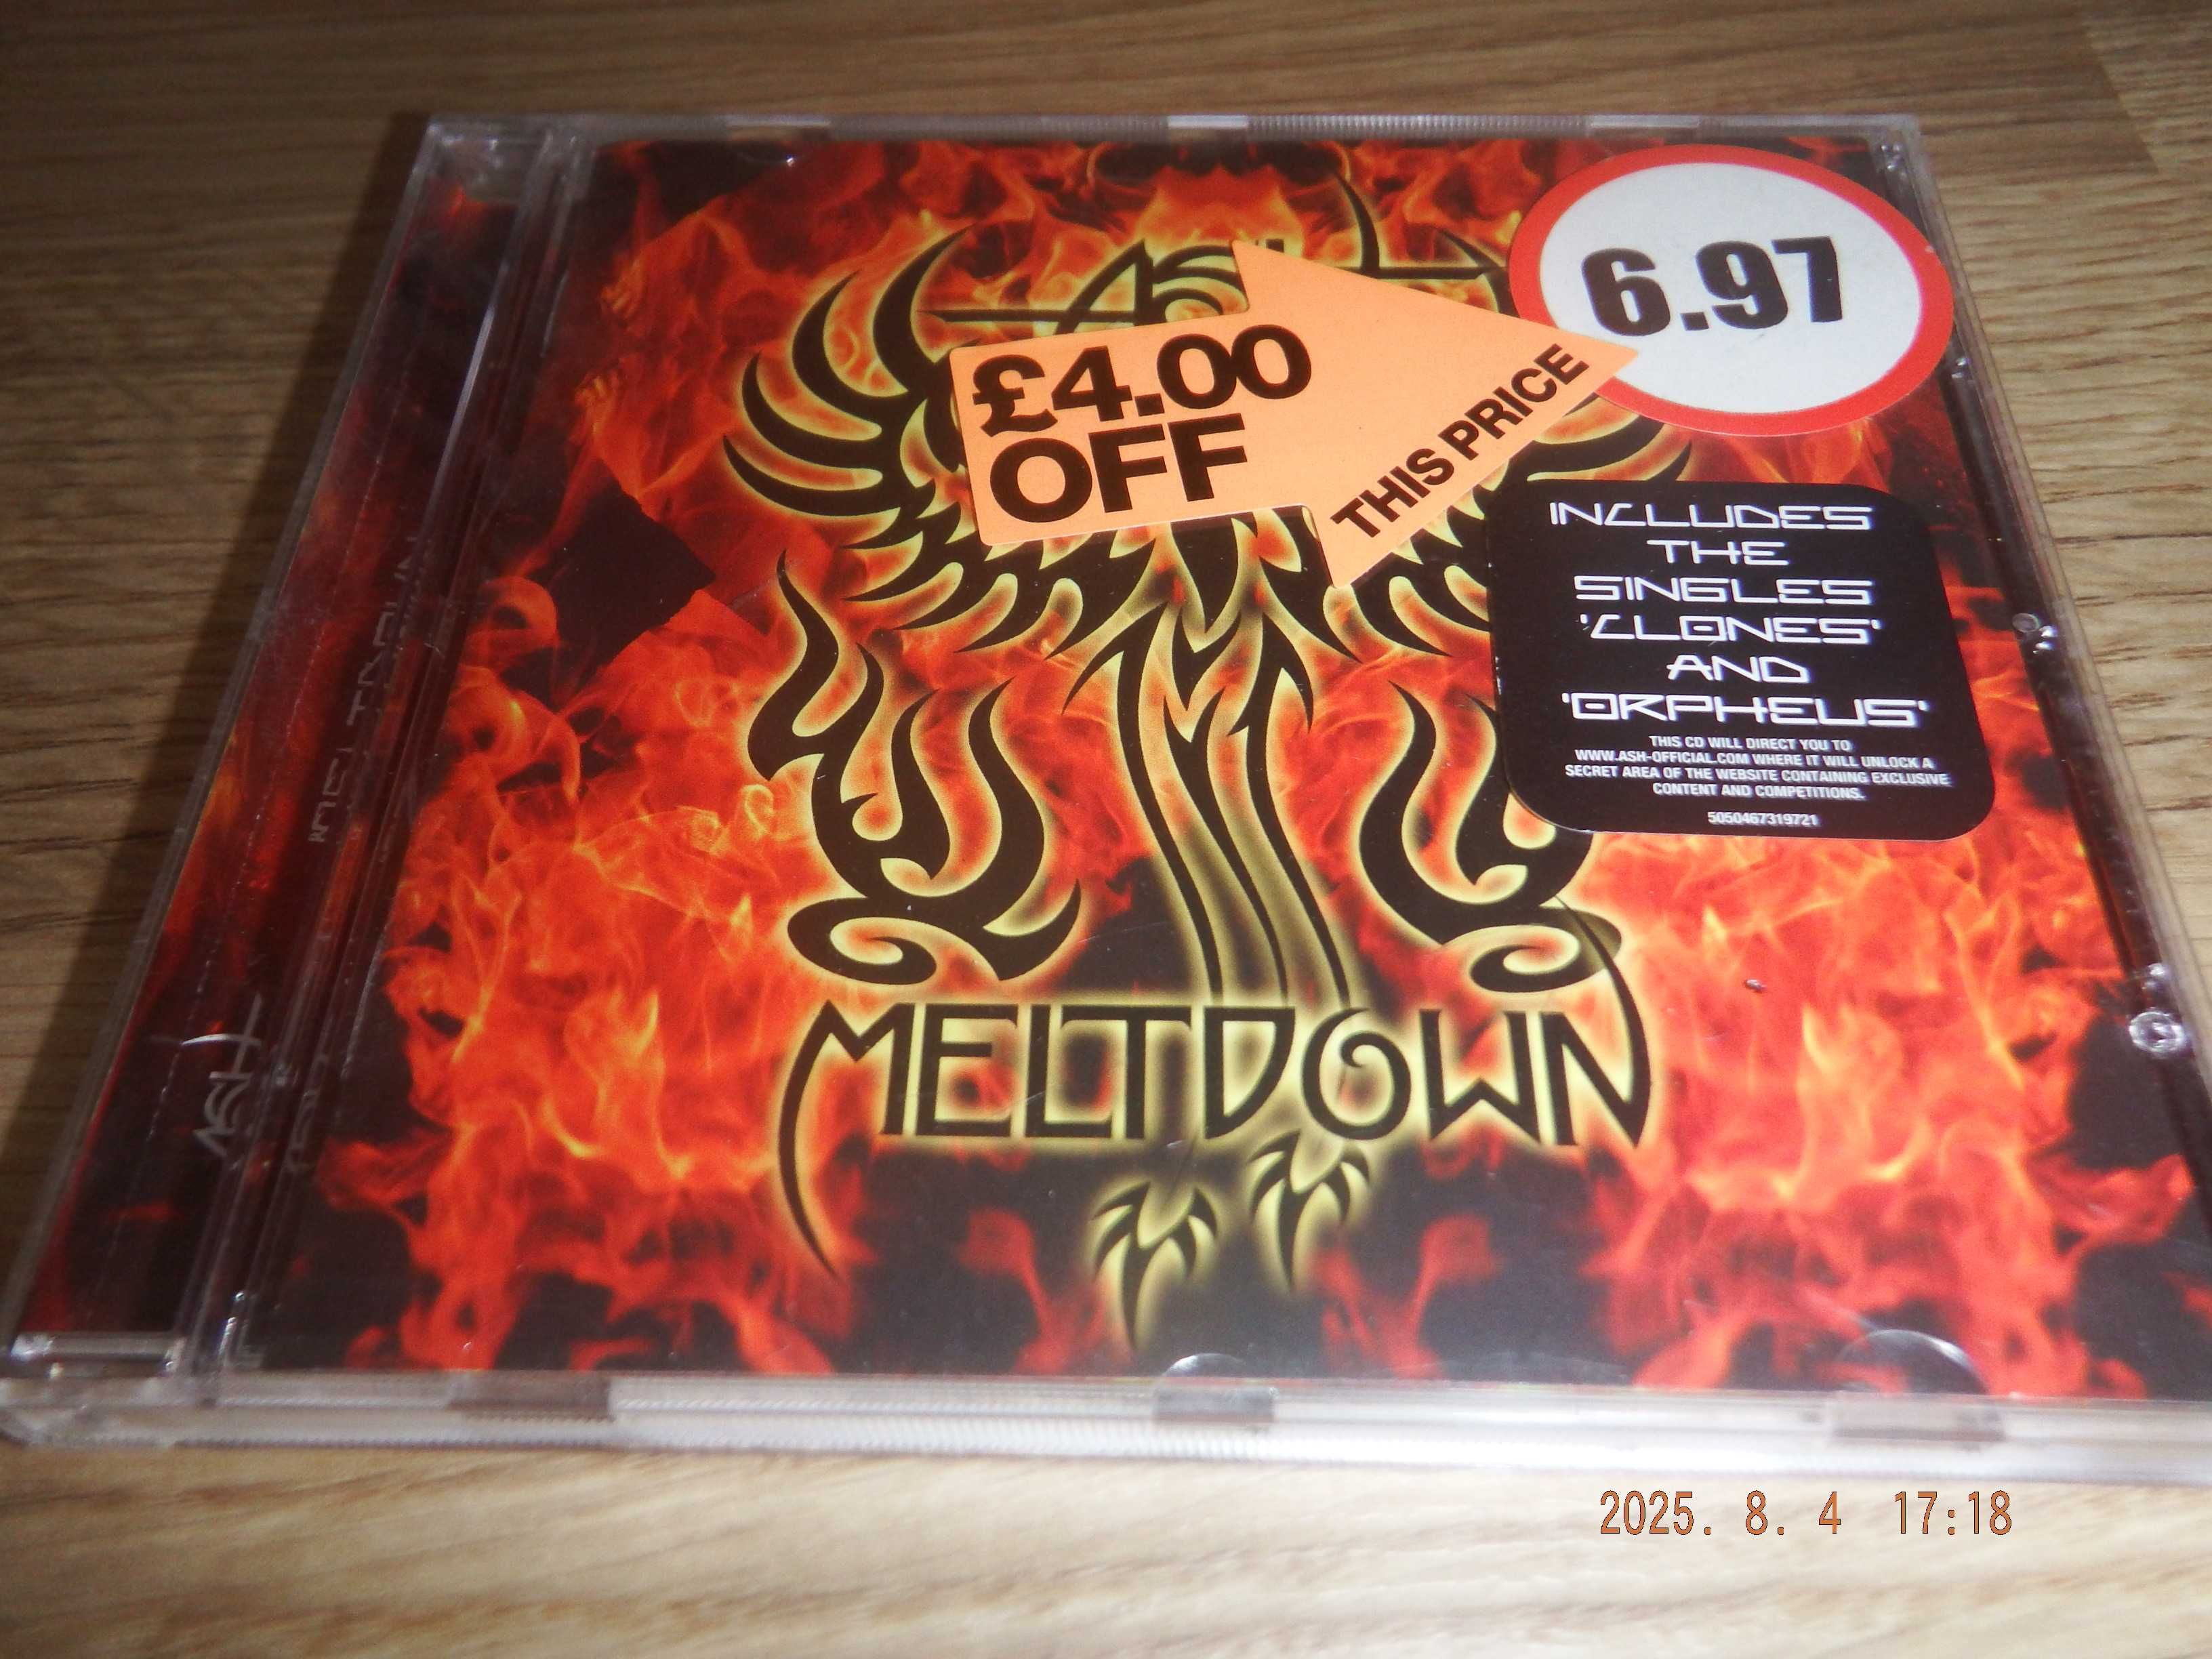 ASH
6.97
£4.00
OFF
THIS PRICE
INCLUDES
THE
SINGLES
'CLONES'
AND
'ORPHEUS'
THIS CD WILL DIRECT YOU TO
WWW.ASH-OFFICIAL.COM WHERE IT WILL UNLOCK A
SECRET AREA OF THE WEBSITE CONTAINING EXCLUSIVE
CONTENT AND COMPETITIONS.
5050467319721
MELTDOWN
ASH
MELTDOWN
2025. 8. 4 17:18